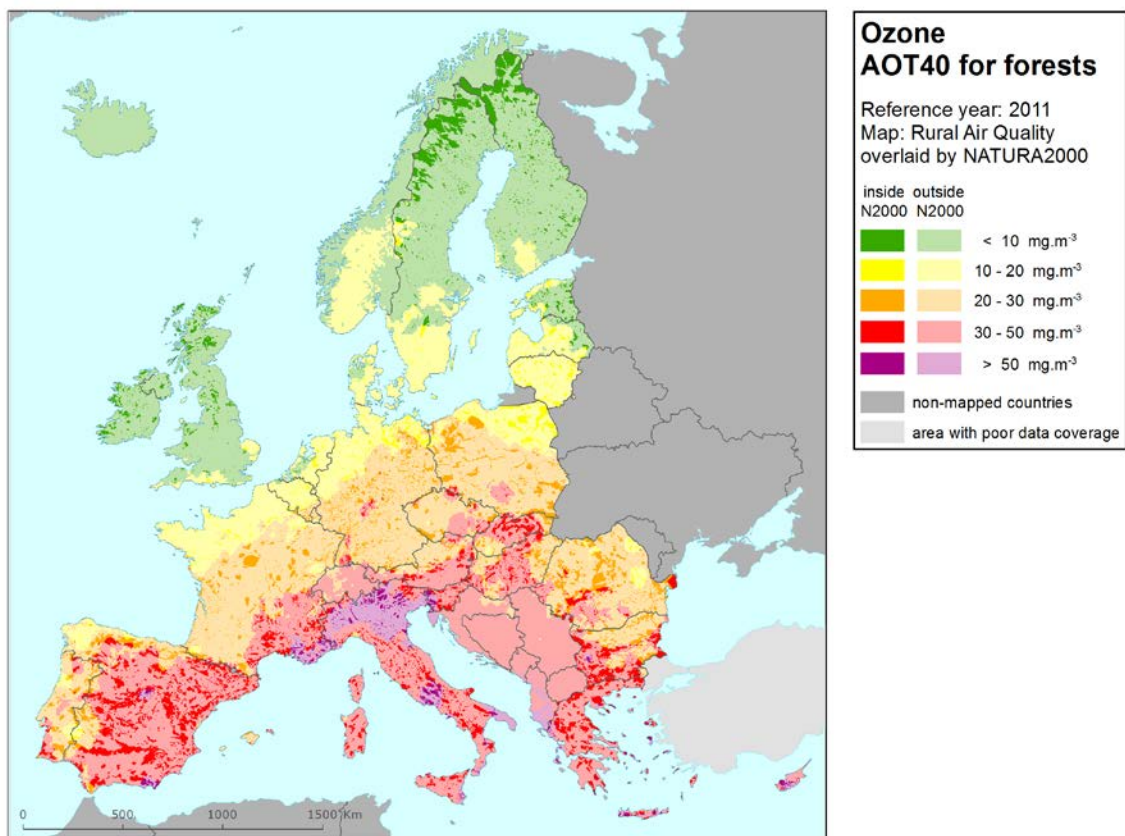 Ozone
AOT40 for forests
Reference year: 2011
Map: Rural Air Quality
overlaid by NATURA2000
inside outside
N2000 N2000
< 10 mg.m⁻³
10 - 20 mg.m⁻³
20 - 30 mg.m⁻³
30 - 50 mg.m⁻³
> 50 mg.m⁻³
non-mapped countries
area with poor data coverage
0 500 1000 1500 Km